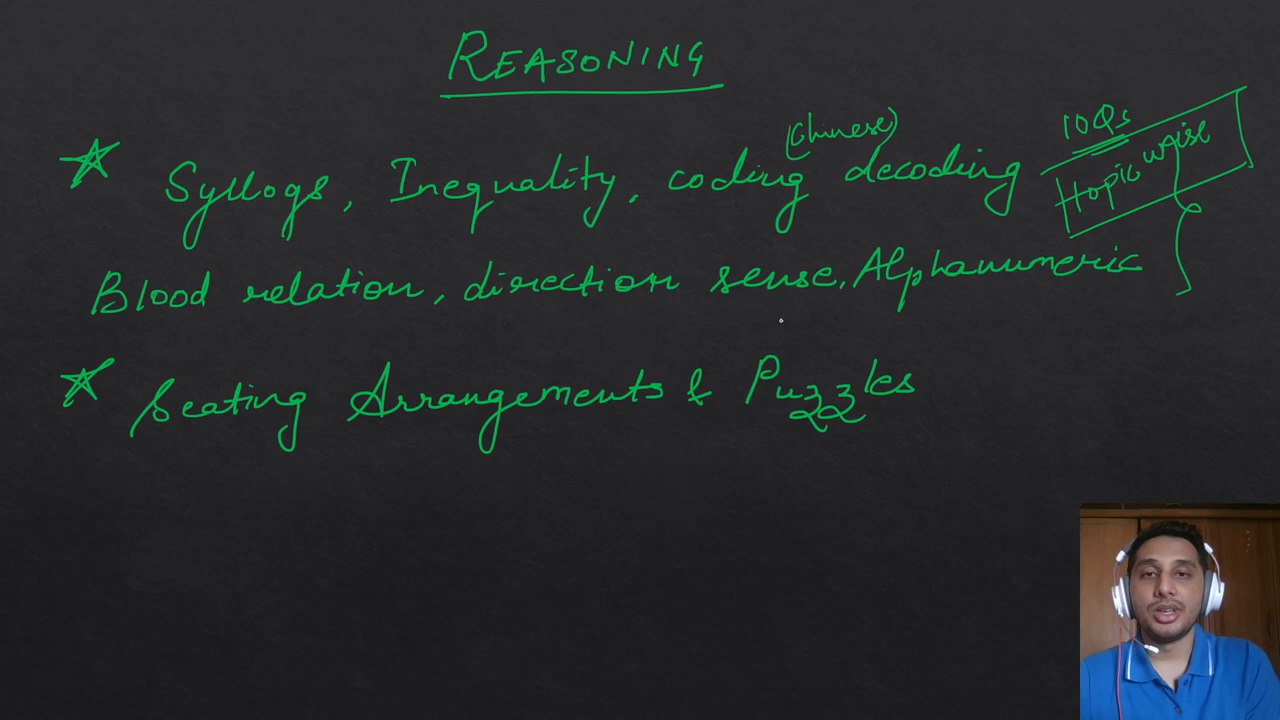 REASONING
(Chinese)
10Qs
Syllogs, Inequality, coding decoding
Topic wise
Blood relation, direction sense, Alphanumeric
Seating Arrangements & Puzzles